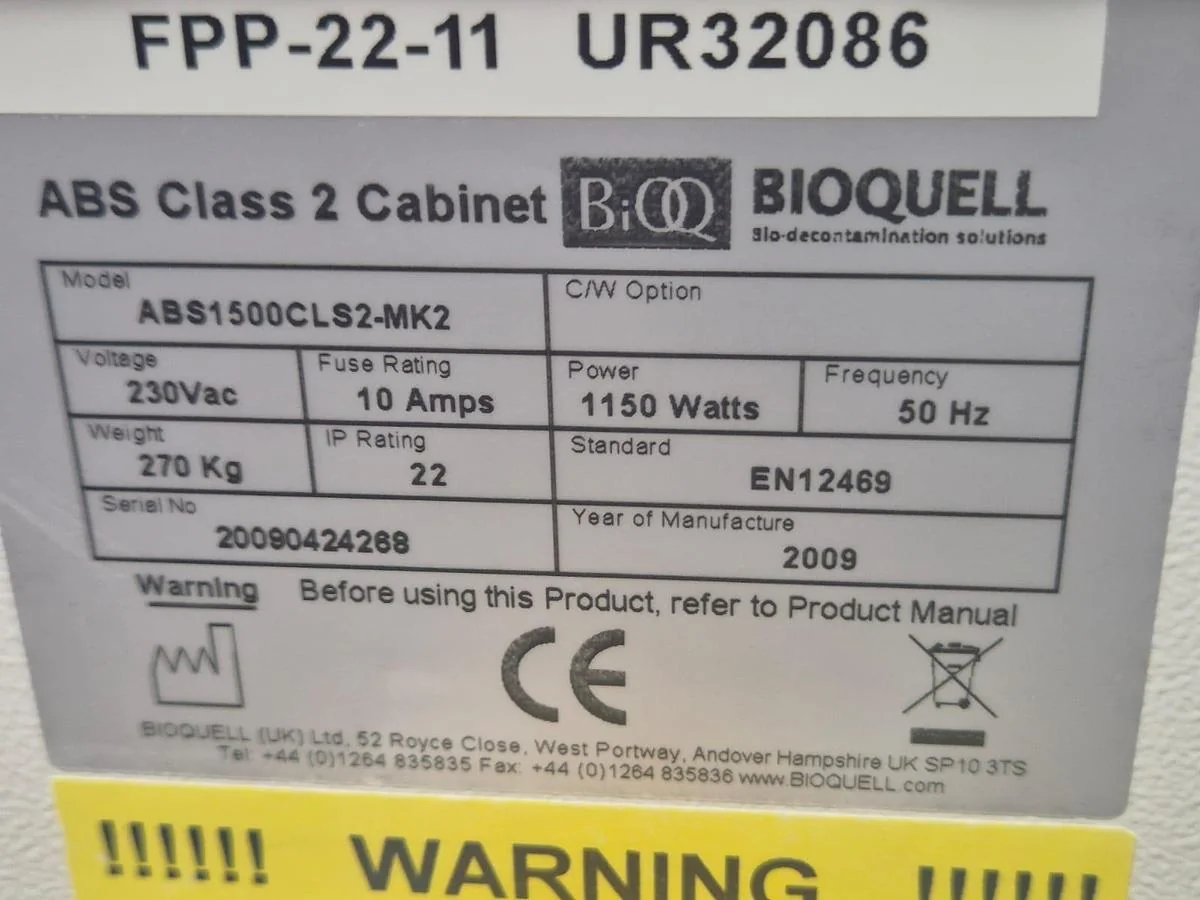 FPP-22-11 UR32086
ABS Class 2 Cabinet BiOQ BIOQUELL
Bio-decontamination solutions
Model C/W Option
ABS1500CLS2-MK2
Voltage Fuse Rating Power Frequency
230Vac 10 Amps 1150 Watts 50 Hz
Weight IP Rating Standard
270 Kg 22 EN12469
Serial No Year of Manufacture
20090424268 2009
Warning Before using this Product, refer to Product Manual
CE
BIOQUELL (UK) Ltd, 52 Royce Close, West Portway, Andover Hampshire UK SP10 3TS
Tel: +44 (0)1264 835835 Fax: +44 (0)1264 835836 www.BIOQUELL.com
!!!!!! WARNING !!!!!!